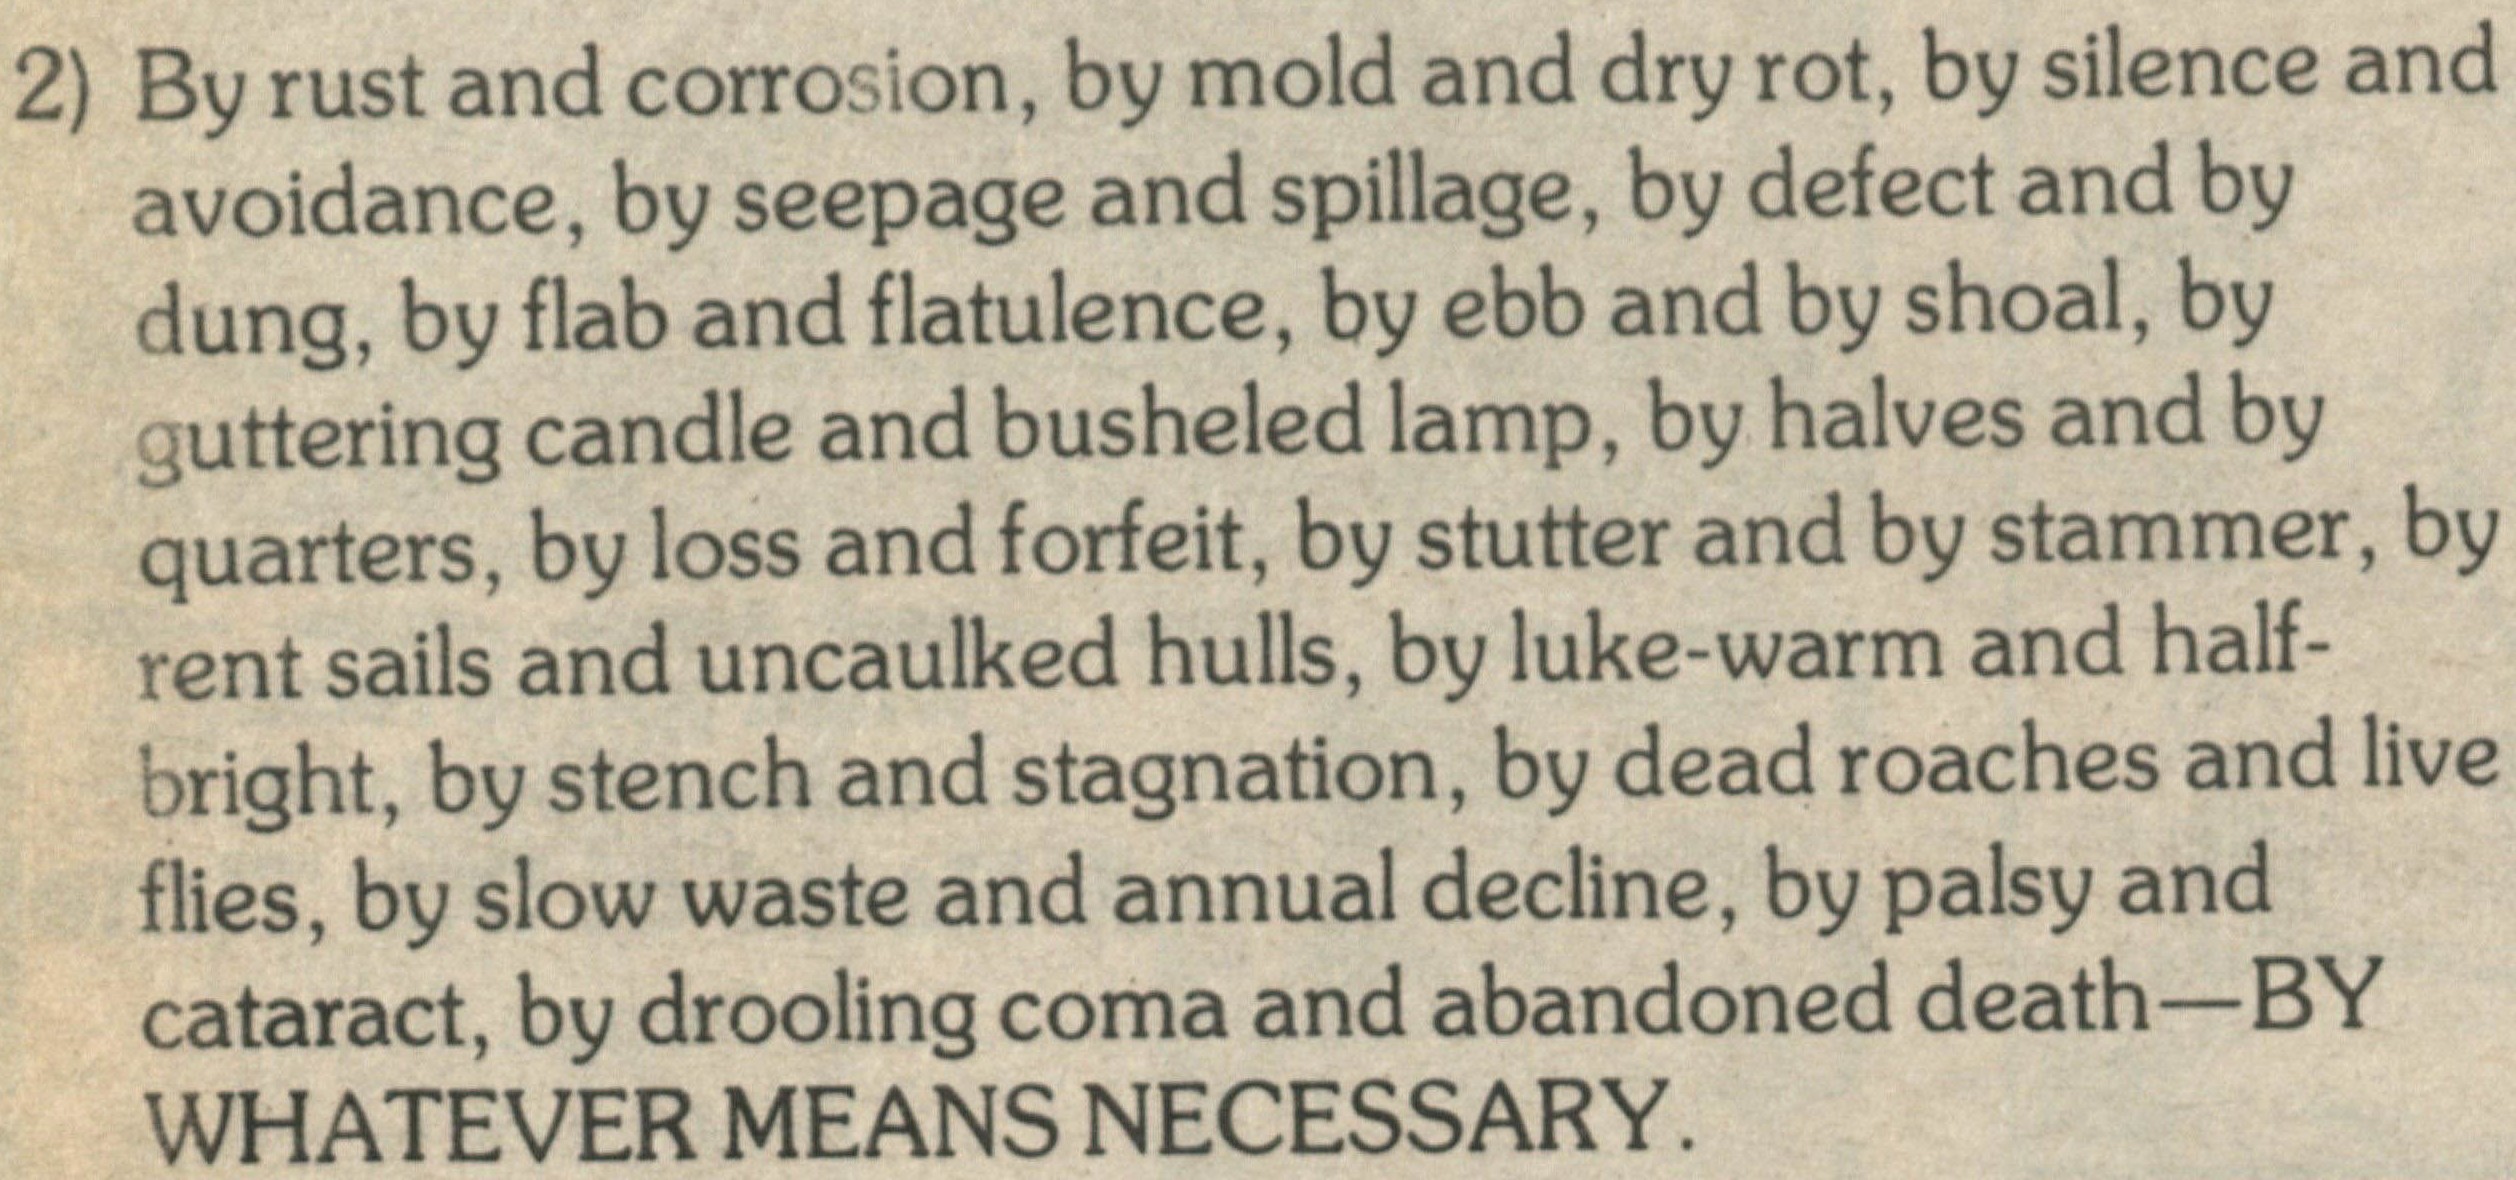 2) By rust and corrosion, by mold and dry rot, by silence and
avoidance, by seepage and spillage, by defect and by
dung, by flab and flatulence, by ebb and by shoal, by
guttering candle and busheled lamp, by halves and by
quarters, by loss and forfeit, by stutter and by stammer, by
rent sails and uncaulked hulls, by luke-warm and half-
bright, by stench and stagnation, by dead roaches and live
flies, by slow waste and annual decline, by palsy and
cataract, by drooling coma and abandoned death—BY
WHATEVER MEANS NECESSARY.